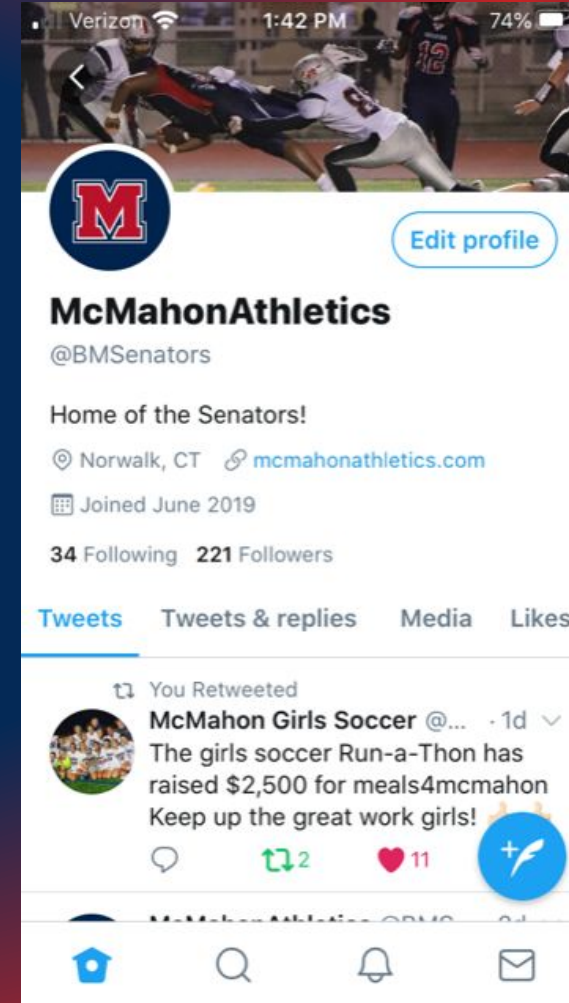 Verizon 1:42 PM 74%
12
M
Edit profile
McMahonAthletics
@BMSenators
Home of the Senators!
Norwalk, CT mcmahonathletics.com
Joined June 2019
34 Following 221 Followers
Tweets Tweets & replies Media Likes
You Retweeted
McMahon Girls Soccer @... · 1d
The girls soccer Run-a-Thon has
raised $2,500 for meals4mcmahon
Keep up the great work girls!
2 11